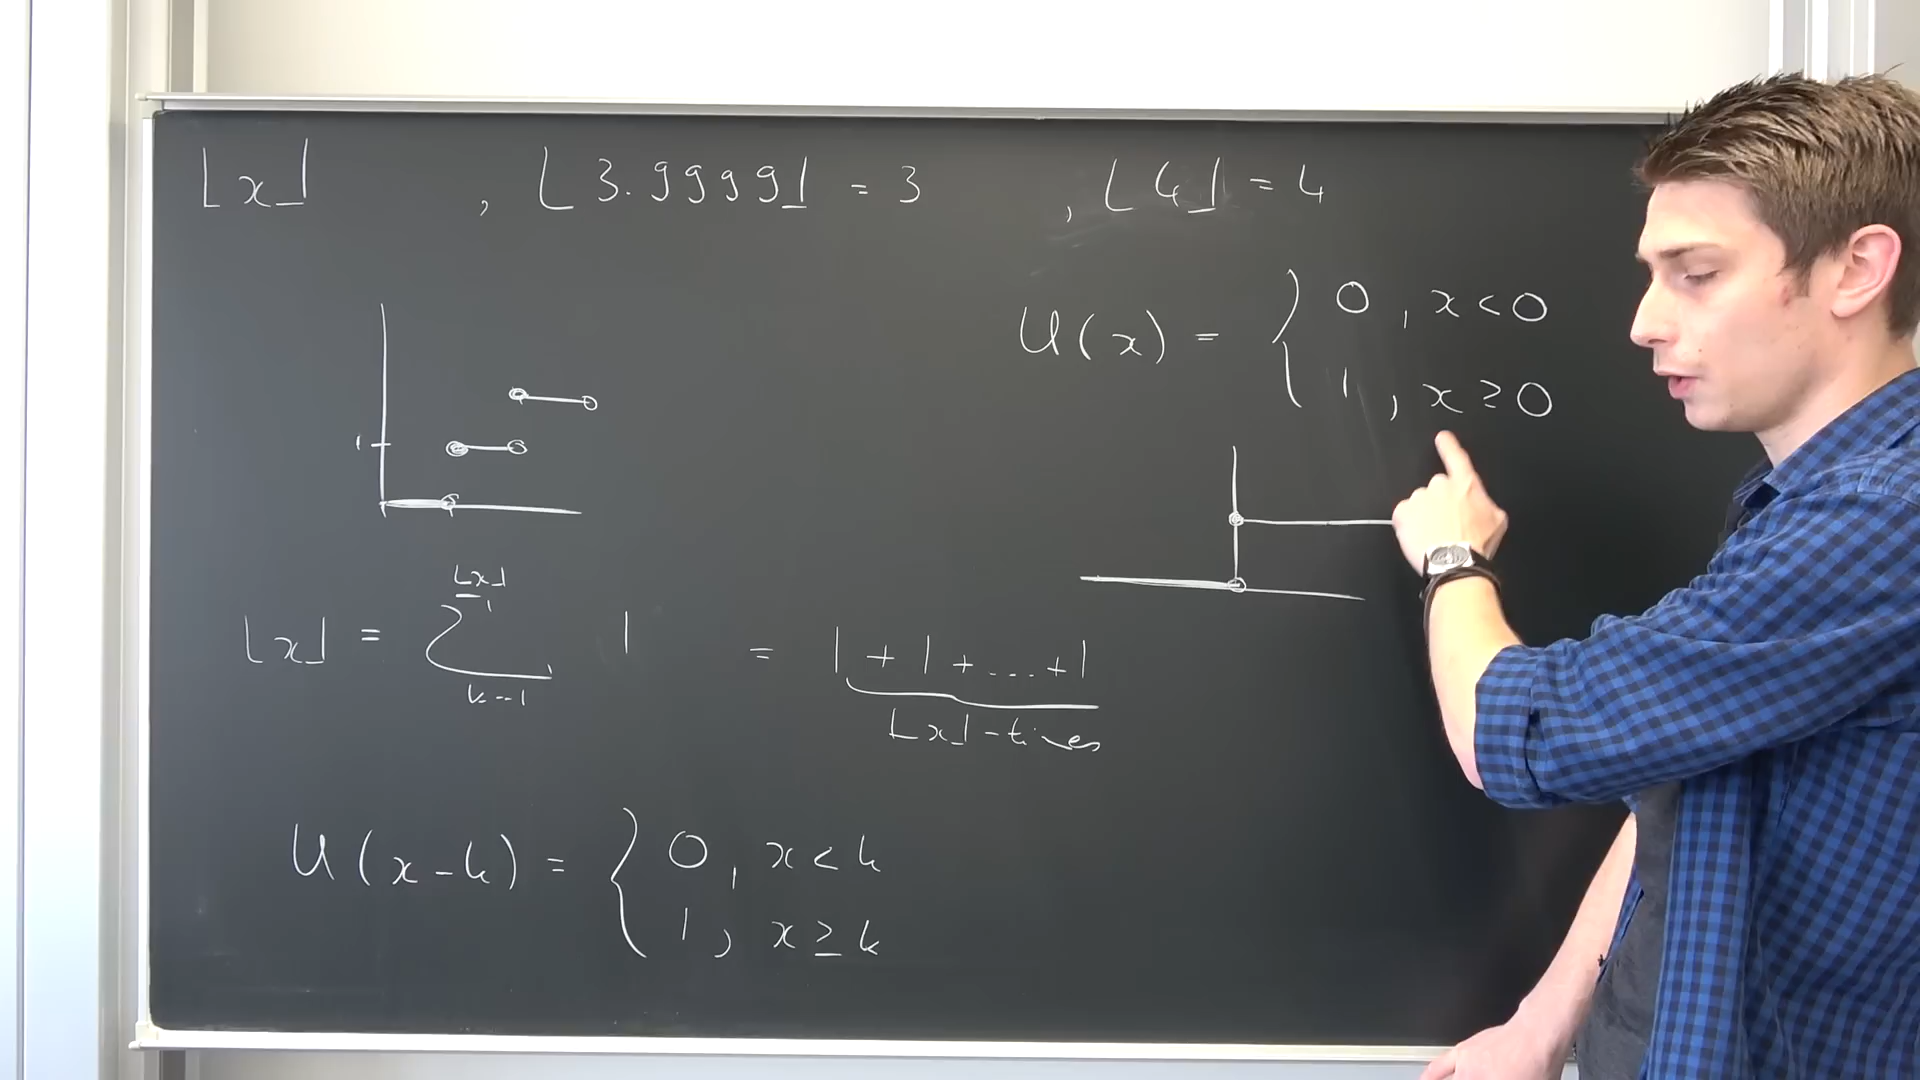 ⌊x⌋ , ⌊3.9999⌋ = 3 , ⌊4⌋ = 4
U(x) = { 0 , x < 0
1 , x ≥ 0
1
⌊x⌋
⌊x⌋ = Σ 1 = 1 + 1 + ... + 1
k=1
⌊x⌋-times
U(x-k) = { 0 , x < k
1 , x ≥ k